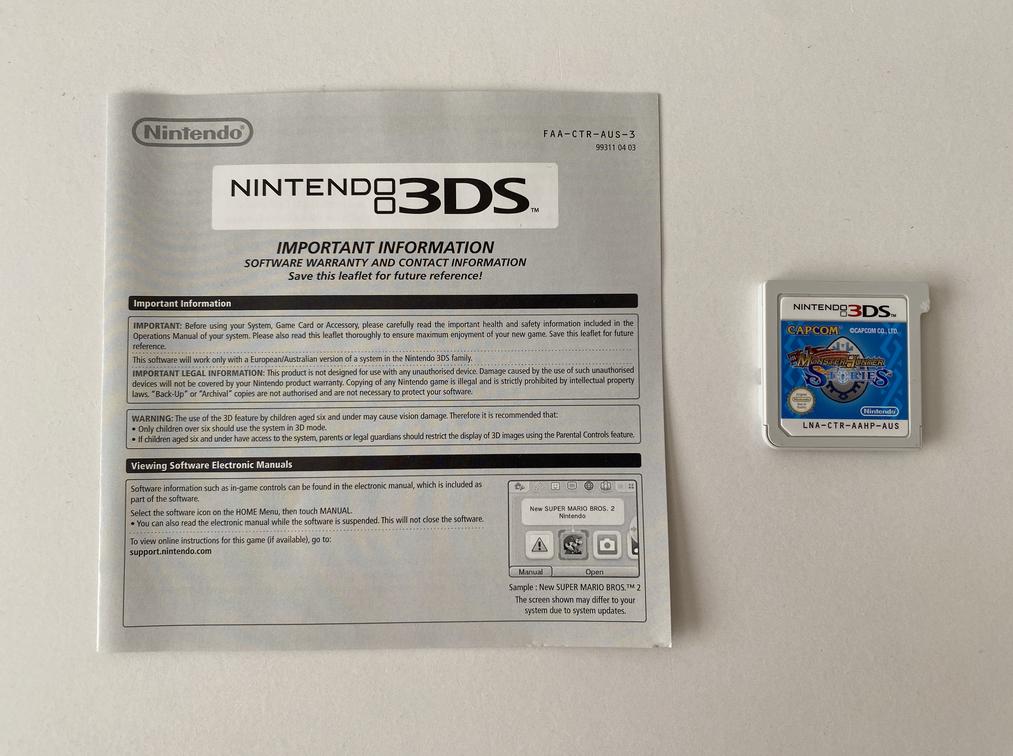 Nintendo®
FAA-CTR-AUS-3
99311 04 03
NINTENDO 3DS™
IMPORTANT INFORMATION
SOFTWARE WARRANTY AND CONTACT INFORMATION
Save this leaflet for future reference!
Important Information
IMPORTANT: Before using your System, Game Card or Accessory, please carefully read the important health and safety information included in the
Operations Manual of your system. Please also read this leaflet thoroughly to ensure maximum enjoyment of your new game. Save this leaflet for future
reference.
This software will work only with a European/Australian version of a system in the Nintendo 3DS family.
IMPORTANT LEGAL INFORMATION: This product is not designed for use with any unauthorised device. Damage caused by the use of such unauthorised
devices will not be covered by your Nintendo product warranty. Copying of any Nintendo game is illegal and is strictly prohibited by intellectual property
laws. "Back-Up" or "Archival" copies are not authorised and are not necessary to protect your software.
WARNING: The use of the 3D feature by children aged six and under may cause vision damage. Therefore it is recommended that:
• Only children over six should use the system in 3D mode.
• If children aged six and under have access to the system, parents or legal guardians should restrict the display of 3D images using the Parental Controls feature.
Viewing Software Electronic Manuals
Software information such as in-game controls can be found in the electronic manual, which is included as
part of the software.
Select the software icon on the HOME Menu, then touch MANUAL.
• You can also read the electronic manual while the software is suspended. This will not close the software.
To view online instructions for this game (if available), go to:
support.nintendo.com
New SUPER MARIO BROS. 2
Nintendo
Manual
Open
Sample : New SUPER MARIO BROS.™ 2
The screen shown may differ to your
system due to system updates.
NINTENDO 3DS™
CAPCOM ©CAPCOM CO., LTD.
MONSTER HUNTER
STORIES
Nintendo
LNA-CTR-AAHP-AUS